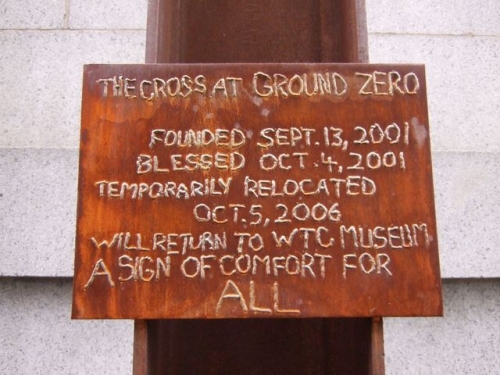 THE CROSS AT GROUND ZERO
FOUNDED SEPT. 13, 2001
BLESSED OCT. 4, 2001
TEMPORARILY RELOCATED
OCT. 5, 2006
WILL RETURN TO WTC MUSEUM
A SIGN OF COMFORT FOR
ALL